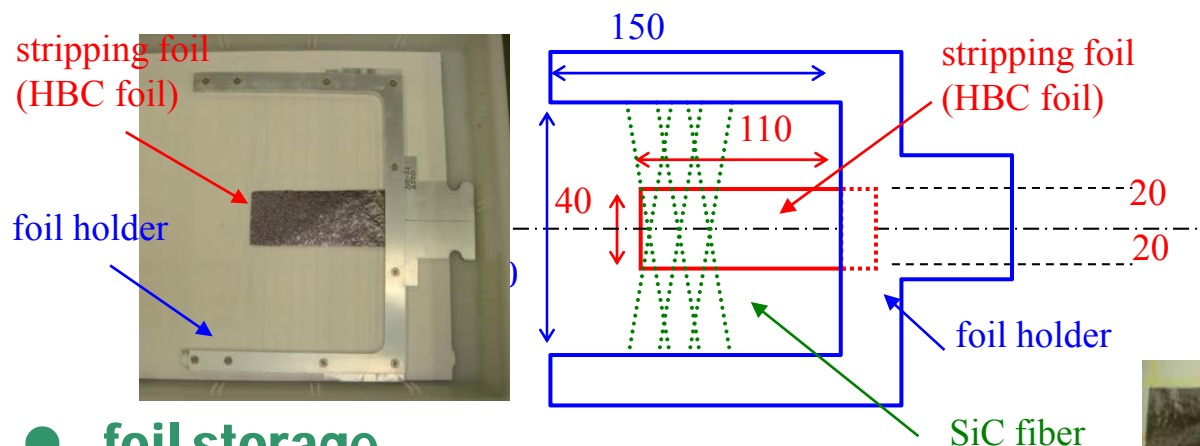 stripping foil
(HBC foil)
foil holder
150
stripping foil
(HBC foil)
110
40
20
20
foil holder
SiC fiber
foil storage